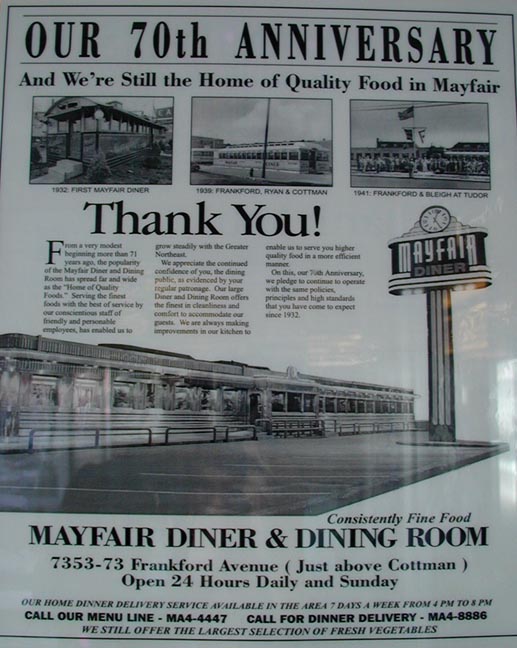 OUR 70th ANNIVERSARY
And We're Still the Home of Quality Food in Mayfair
1932: FIRST MAYFAIR DINER
1939: FRANKFORD, RYAN & COTTMAN
1941: FRANKFORD & BLEIGH AT TUDOR
Thank You!
From a very modest
beginning more than 71
years ago, the popularity
of the Mayfair Diner and Dining
Room has spread far and wide
as the "Home of Quality
Foods." Serving the finest
foods with the best of service by
our conscientious staff of
friendly and personable
employees, has enabled us to
grow steadily with the Greater
Northeast.
We appreciate the continued
confidence of you, the dining
public, as evidenced by your
regular patronage. Our large
Diner and Dining Room offers
the finest in cleanliness and
comfort to accommodate our
guests. We are always making
improvements in our kitchen to
enable us to serve you higher
quality food in a more efficient
manner.
On this, our 70th Anniversary,
we pledge to continue to operate
with the same policies,
principles and high standards
that you have come to expect
since 1932.
MAYFAIR
DINER
Consistently Fine Food
MAYFAIR DINER & DINING ROOM
7353-73 Frankford Avenue ( Just above Cottman )
Open 24 Hours Daily and Sunday
OUR HOME DINNER DELIVERY SERVICE AVAILABLE IN THE AREA 7 DAYS A WEEK FROM 4 PM TO 8 PM
CALL OUR MENU LINE - MA4-4447 CALL FOR DINNER DELIVERY - MA4-8886
WE STILL OFFER THE LARGEST SELECTION OF FRESH VEGETABLES